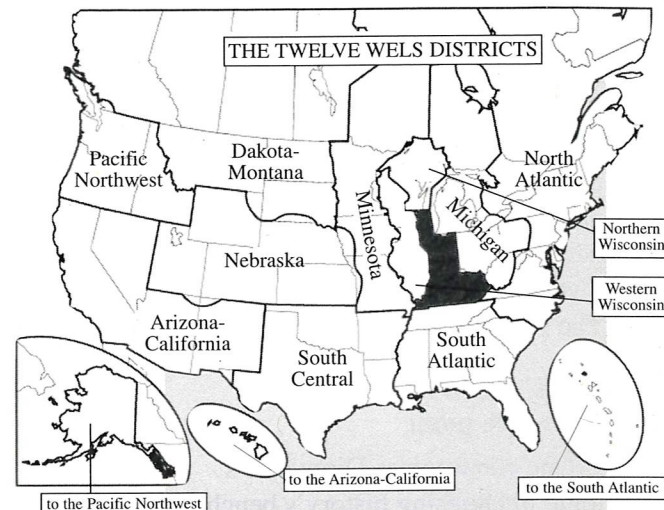 THE TWELVE WELS DISTRICTS
Pacific
Northwest
Dakota-
Montana
Minnesota
Michigan
North
Atlantic
Northern
Wisconsin
Nebraska
Western
Wisconsin
Arizona-
California
South
Central
South
Atlantic
to the Pacific Northwest
to the Arizona-California
to the South Atlantic